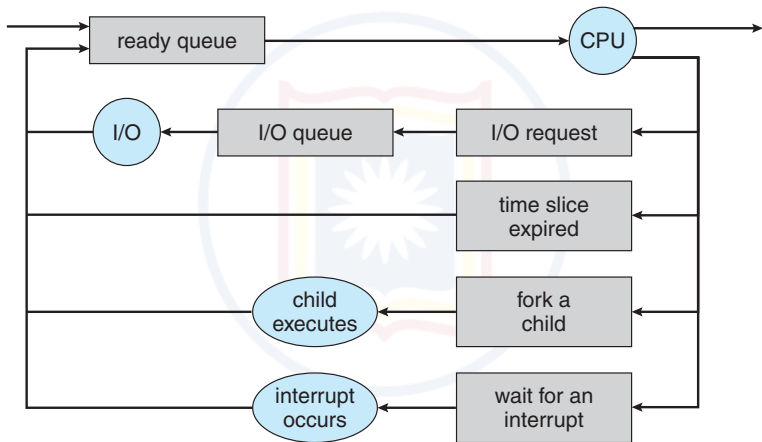 ready queue
CPU
I/O
I/O queue
I/O request
time slice
expired
child
executes
fork a
child
interrupt
occurs
wait for an
interrupt